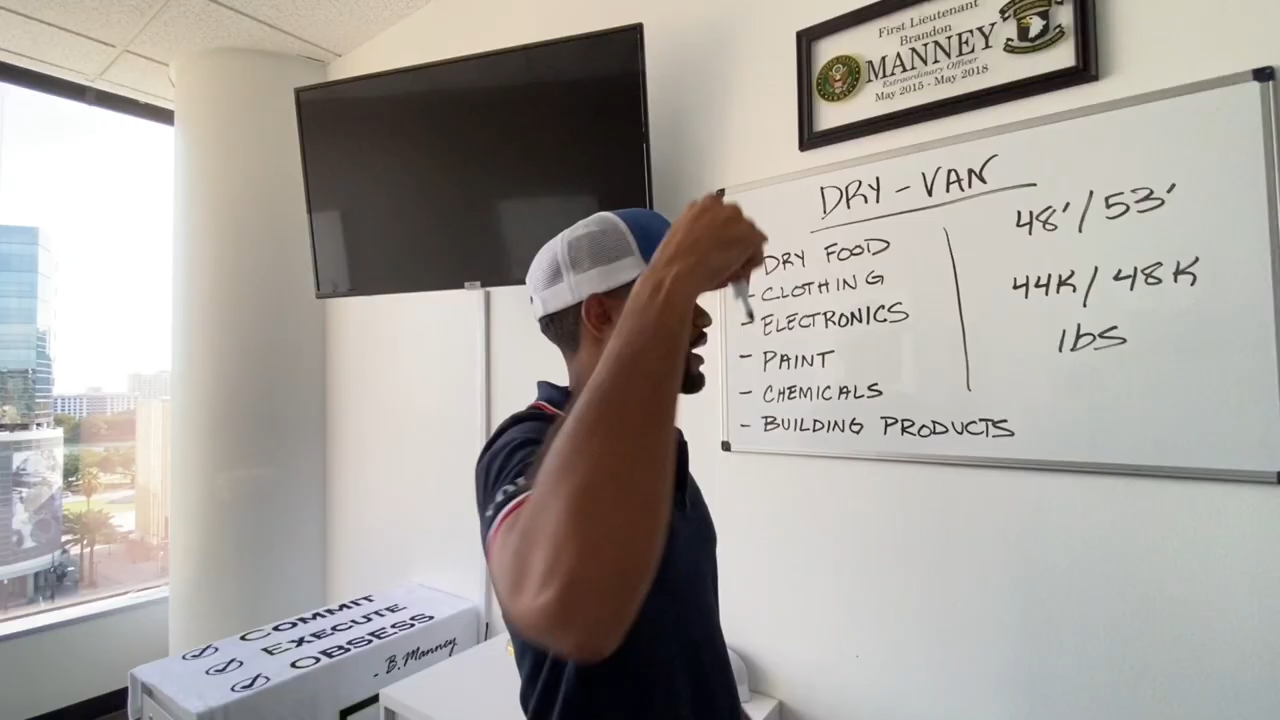 First Lieutenant
Brandon
MANNEY
Extraordinary Officer
May 2015 - May 2018
DRY - VAN
- DRY FOOD
- CLOTHING
- ELECTRONICS
- PAINT
- CHEMICALS
- BUILDING PRODUCTS
48'/53'
44K/48K
lbs
COMMIT
EXECUTE
OBSESS
- B. Manney